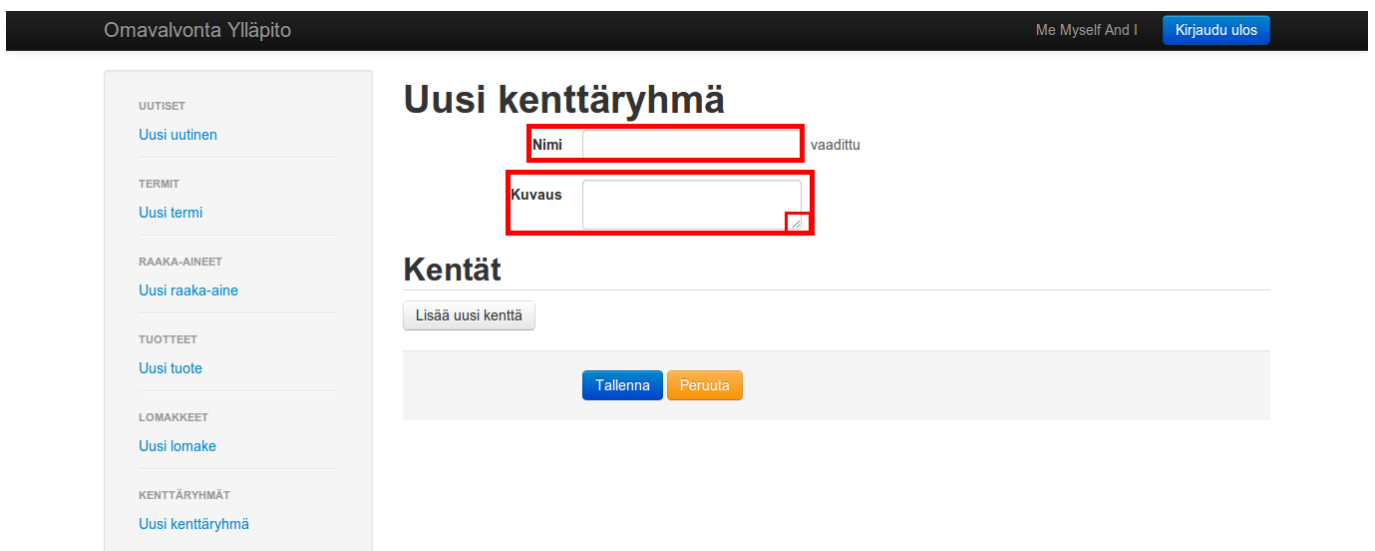 Omavalvonta Ylläpito
Me Myself And I
Kirjaudu ulos
UUTISET
Uusi uutinen
TERMIT
Uusi termi
RAAKA-AINEET
Uusi raaka-aine
TUOTTEET
Uusi tuote
LOMAKKEET
Uusi lomake
KENTTÄRYHMÄT
Uusi kenttäryhmä
Uusi kenttäryhmä
Nimi vaadittu
Kuvaus
Kentät
Lisää uusi kenttä
Tallenna Peruuta